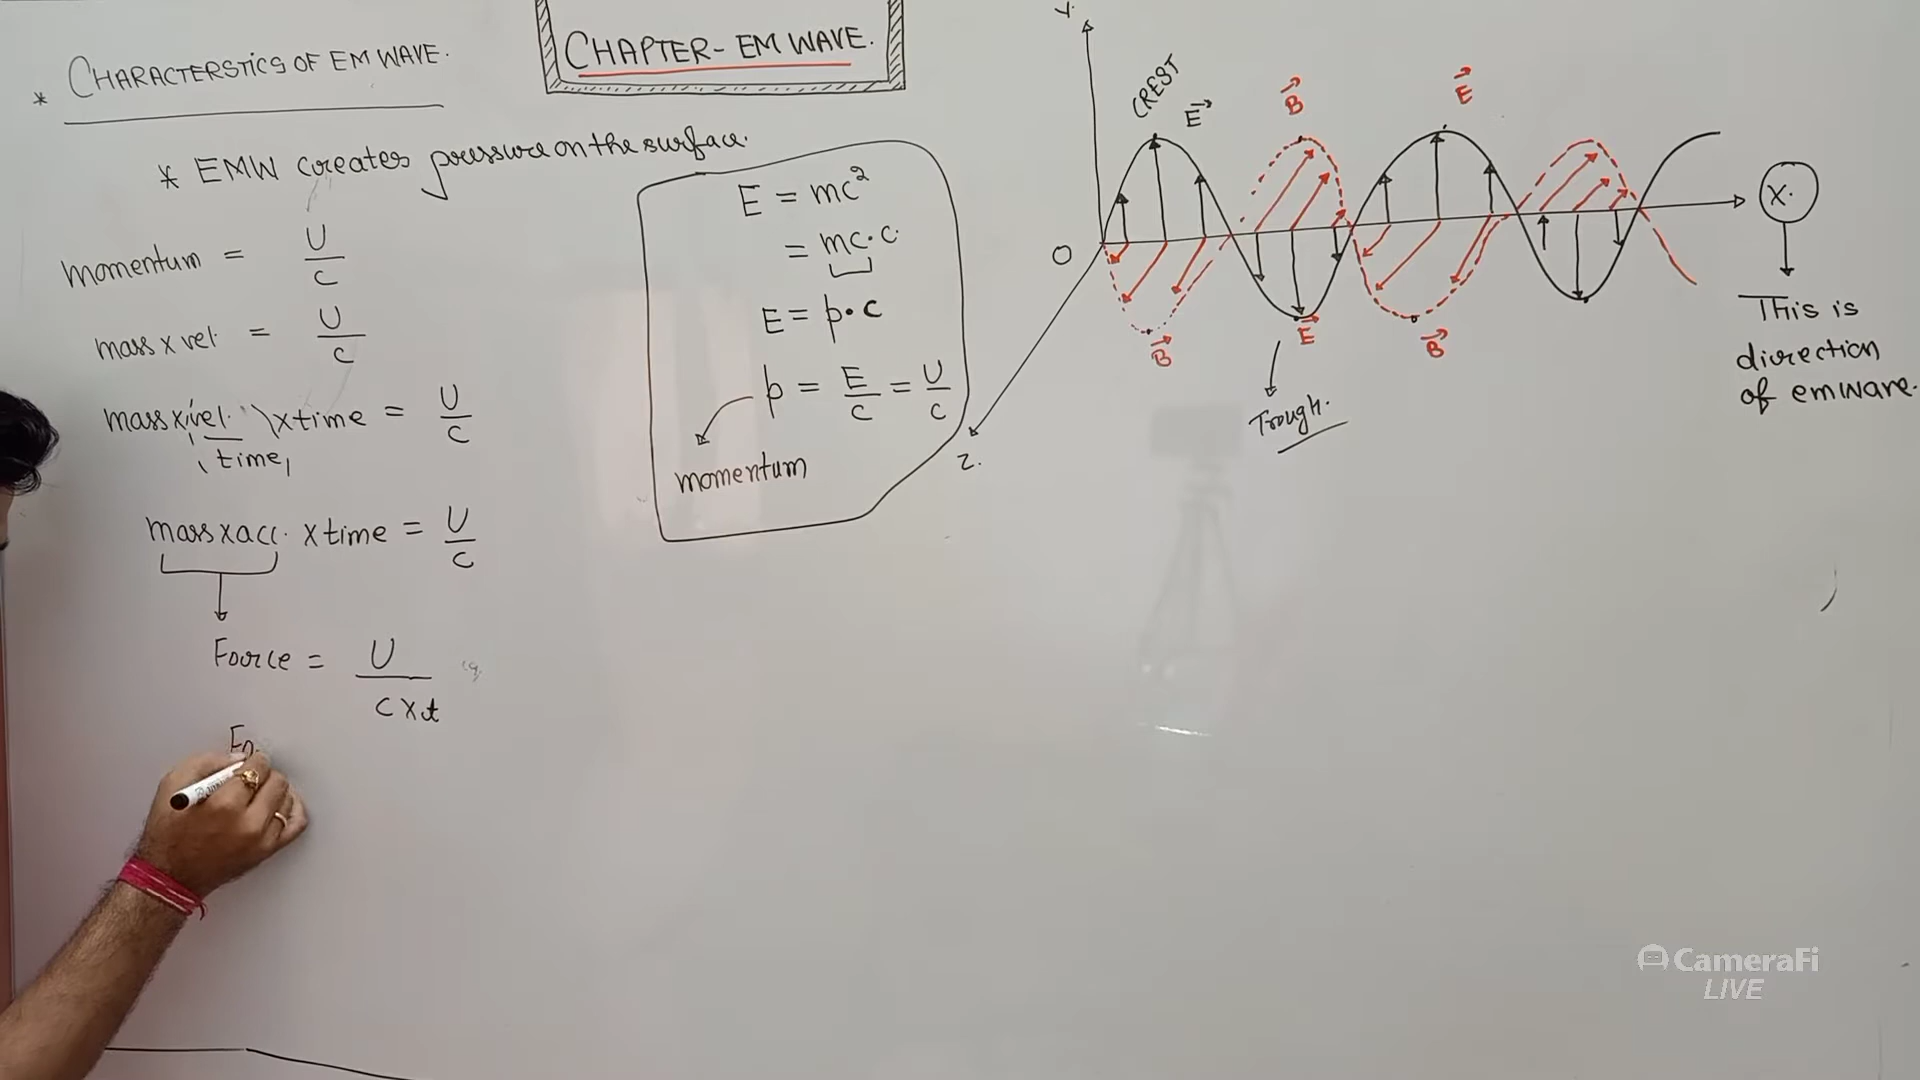 CHAPTER- EM WAVE.
* CHARACTERSTICS OF EM WAVE.
* EMW creates pressure on the surface.
momentum = U/C
mass x vel. = U/C
mass x (vel./time) x time = U/C
mass x acc. x time = U/C
Force = U/(C x t)
Fo
E = mc²
= mc·c.
E = p·c
p = E/C = U/C
momentum
Y.
CREST
E→
B→
E→
O
B→
E→
B→
Trough.
Z.
X.
This is
direction
of emwave.
CameraFi
LIVE